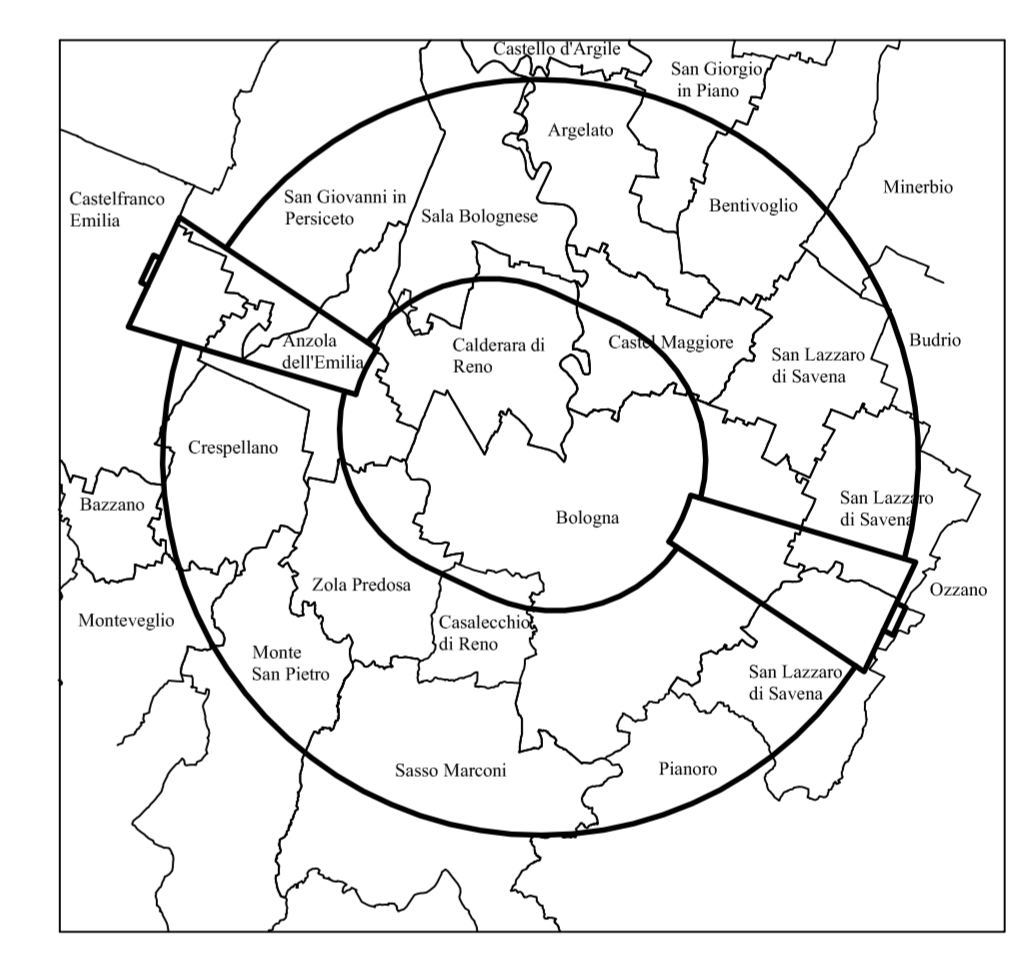 Castello d'Argile
San Giorgio
in Piano
Argelato
Castelfranco
Emilia
San Giovanni in
Persiceto
Sala Bolognese
Bentivoglio
Minerbio
Anzola
dell'Emilia
Calderara di
Reno
Castel Maggiore
San Lazzaro
di Savena
Budrio
Crespellano
Bazzano
San Lazzaro
di Savena
Bologna
Zola Predosa
Ozzano
Monteveglio
Casalecchio
di Reno
Monte
San Pietro
San Lazzaro
di Savena
Sasso Marconi
Pianoro